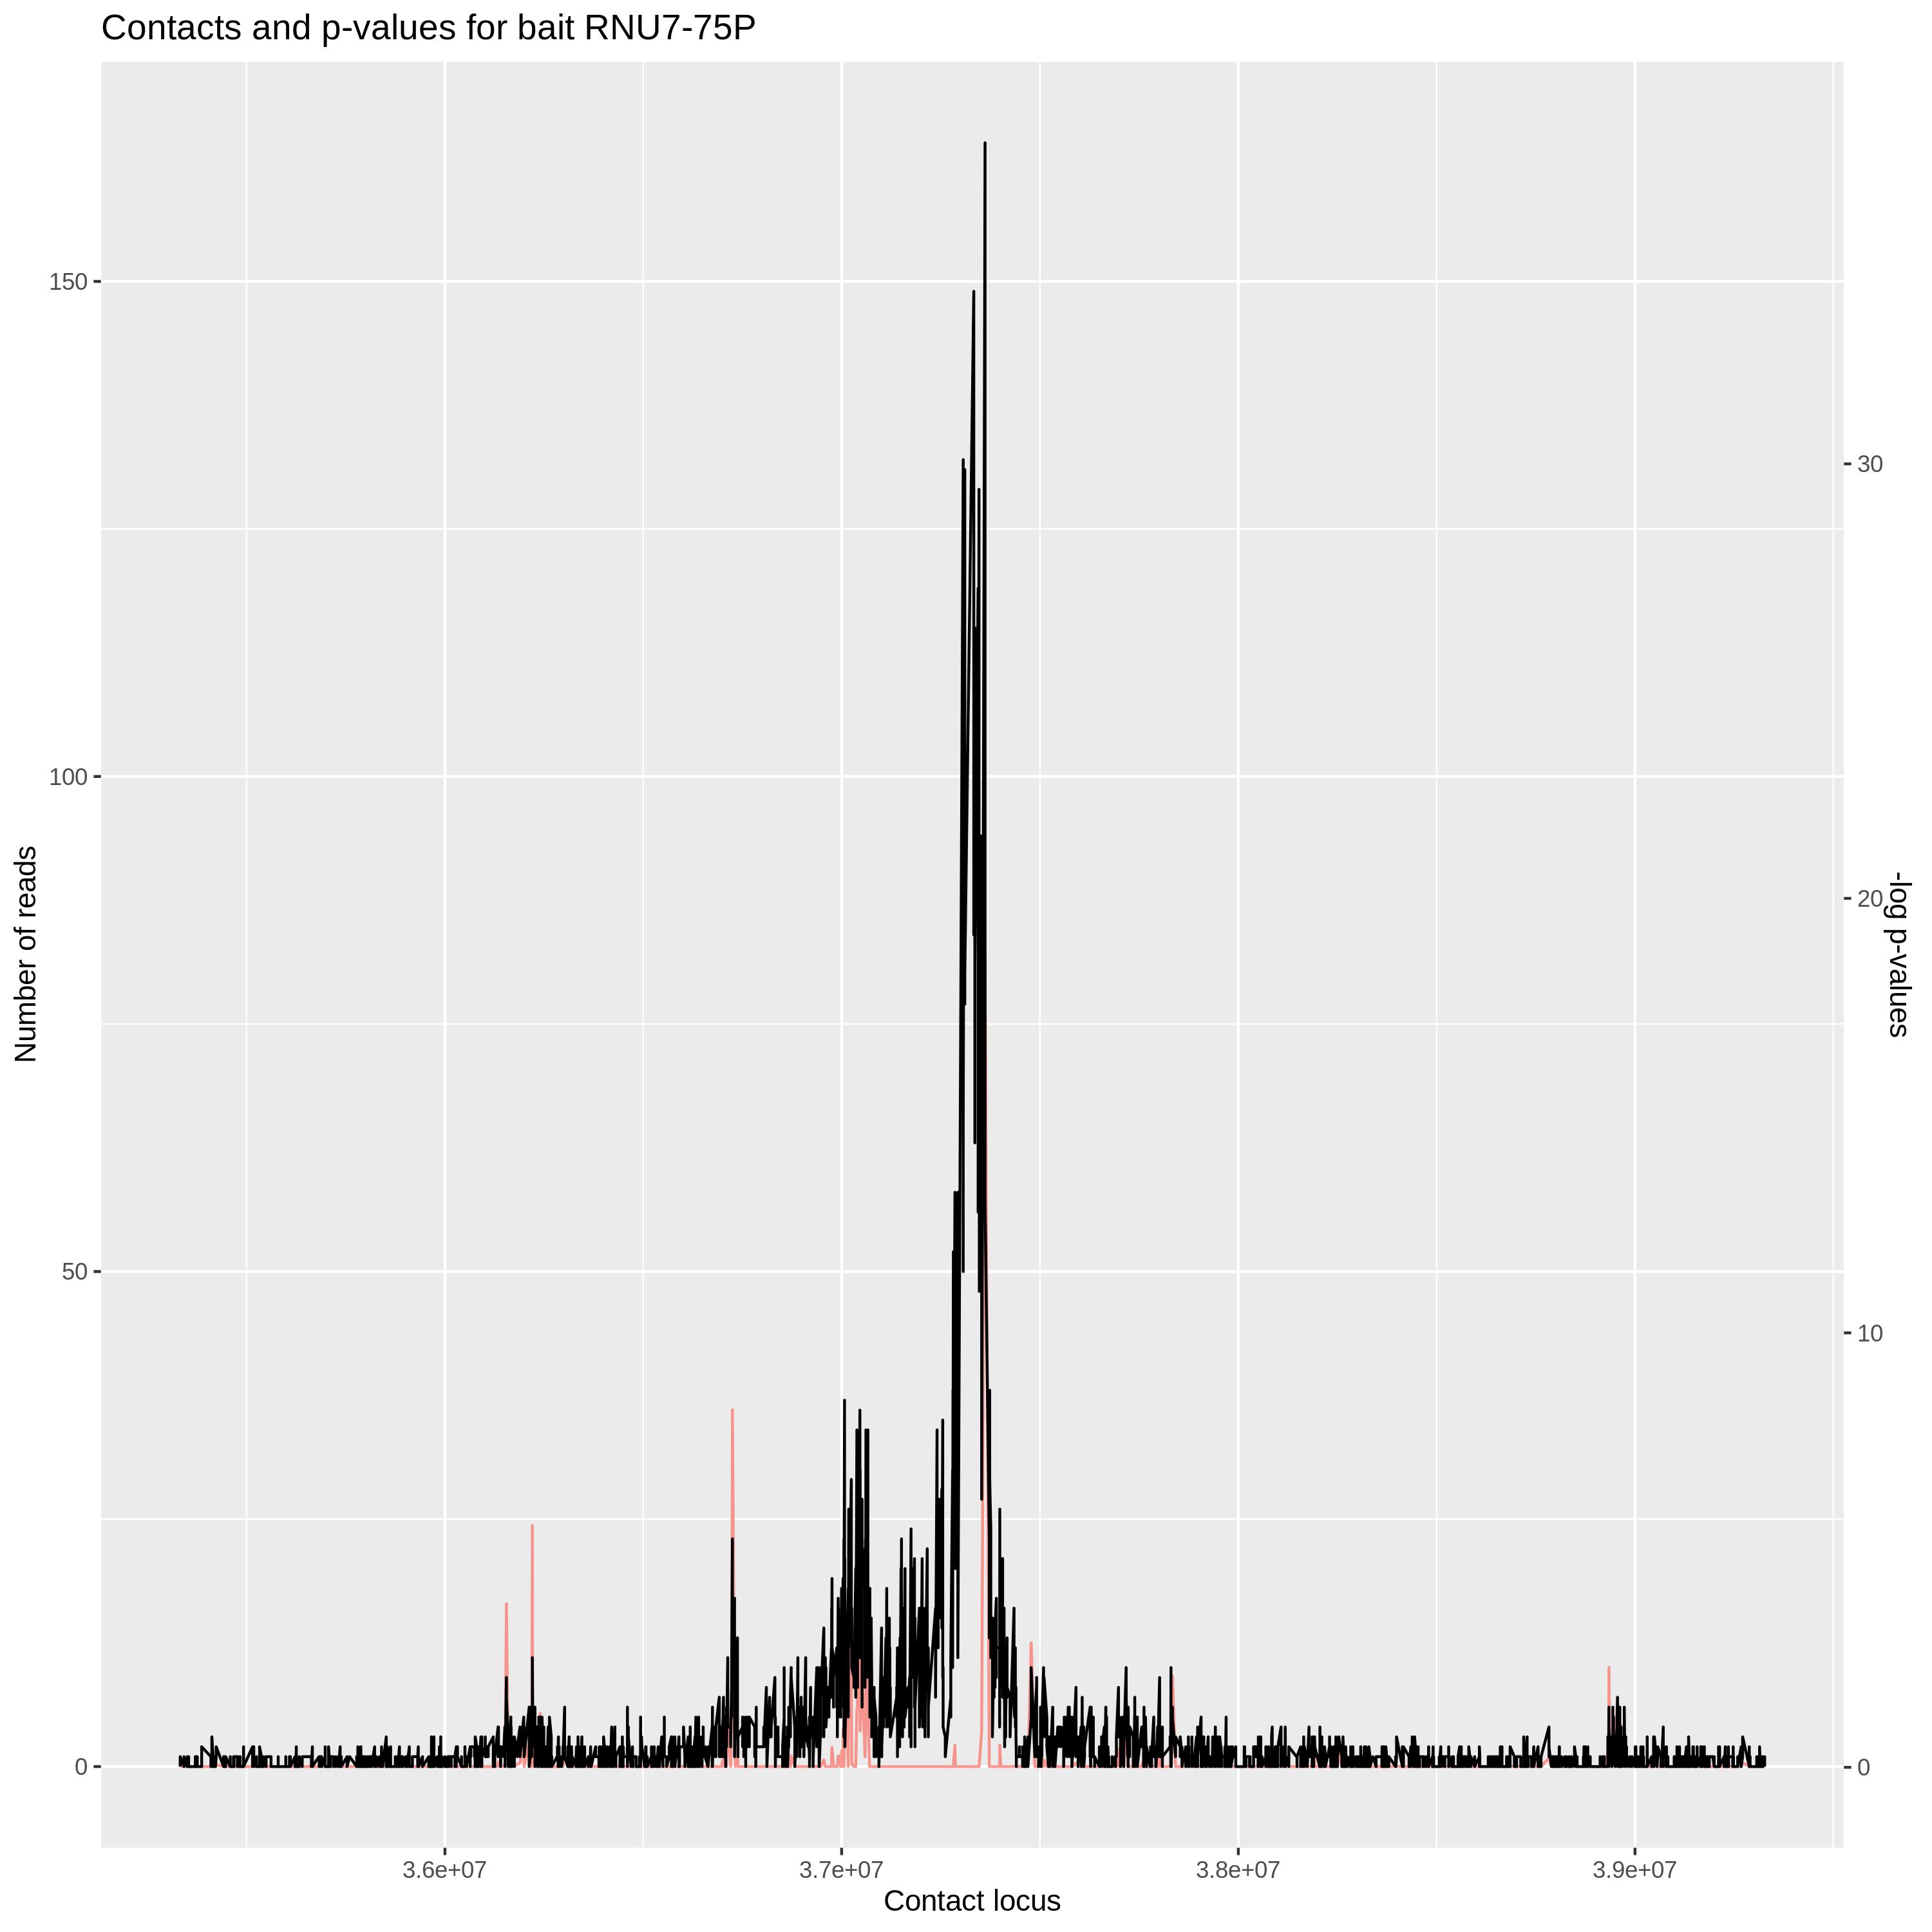 Contacts and p-values for bait RNU7-75P
Number of reads
150
100
50
0
30
20
10
0
-log p-values
3.6e+07
3.7e+07
3.8e+07
3.9e+07
Contact locus